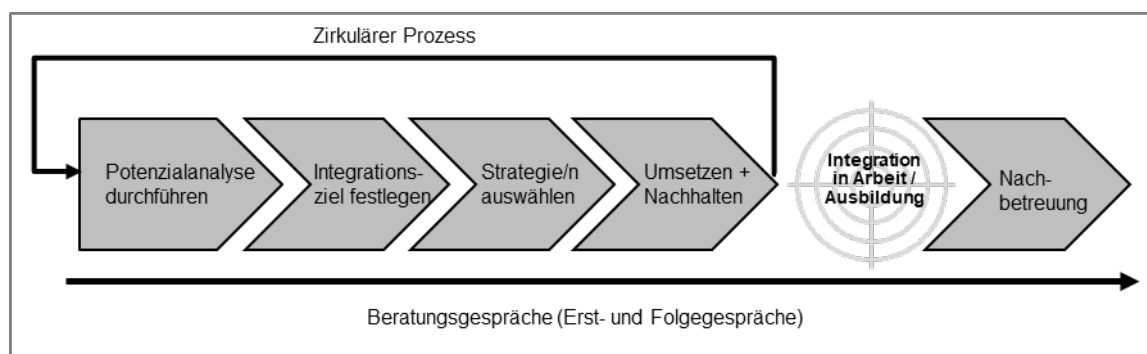 Zirkulärer Prozess
Potenzialanalyse
durchführen
Integrations-
ziel festlegen
Strategie/n
auswählen
Umsetzen +
Nachhalten
Integration
in Arbeit /
Ausbildung
Nach-
betreuung
Beratungsgespräche (Erst- und Folgegespräche)